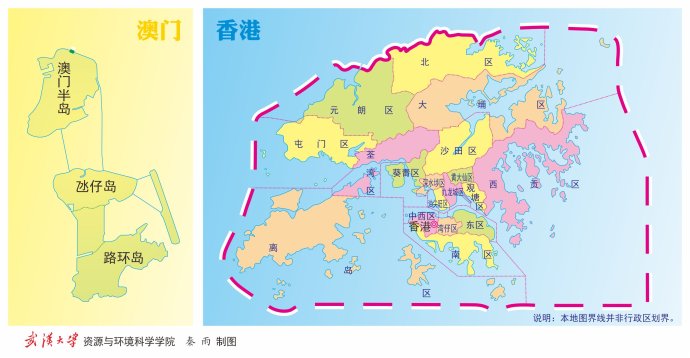 澳门
澳门半岛
氹仔岛
路环岛
香港
北区
元朗区
大埔区
屯门区
荃湾区
葵青区
沙田区
黄大仙区
深水埗区
九龙城区
观塘区
油尖旺区
西贡区
中西区
香港
湾仔区
东区
南区
离岛区
说明：本地图界线并非行政区划界。
武汉大学 资源与环境科学学院 秦 雨 制图